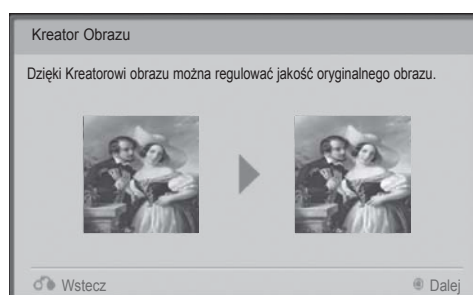 Kreator Obrazu
Dzięki Kreatorowi obrazu można regulować jakość oryginalnego obrazu.
Wstecz
Dalej